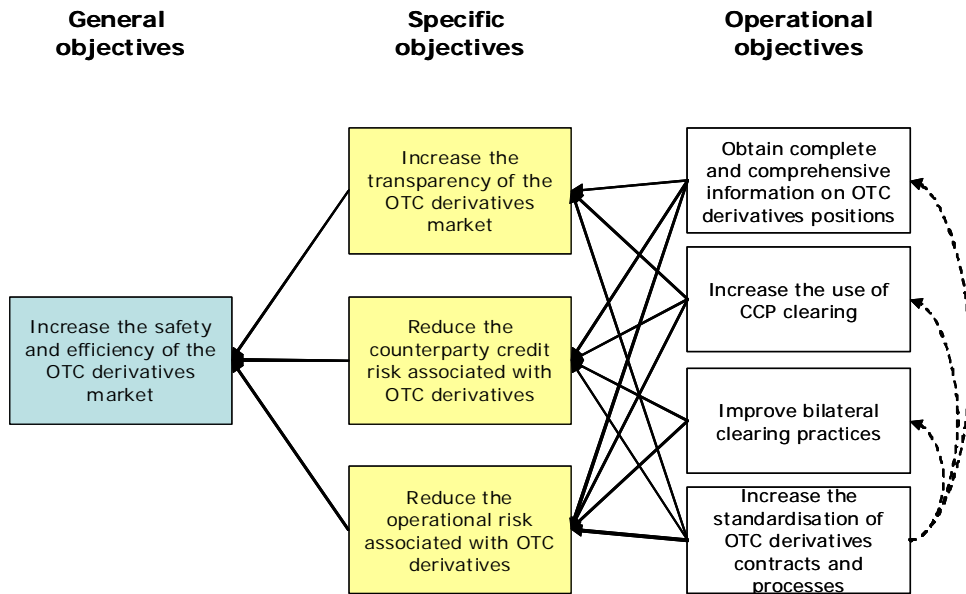 General
objectives
Specific
objectives
Operational
objectives
Increase the safety
and efficiency of the
OTC derivatives
market
Increase the
transparency of the
OTC derivatives
market
Reduce the
counterparty credit
risk associated with
OTC derivatives
Reduce the
operational risk
associated with OTC
derivatives
Obtain complete
and comprehensive
information on OTC
derivatives positions
Increase the use of
CCP clearing
Improve bilateral
clearing practices
Increase the
standardisation of
OTC derivatives
contracts and
processes